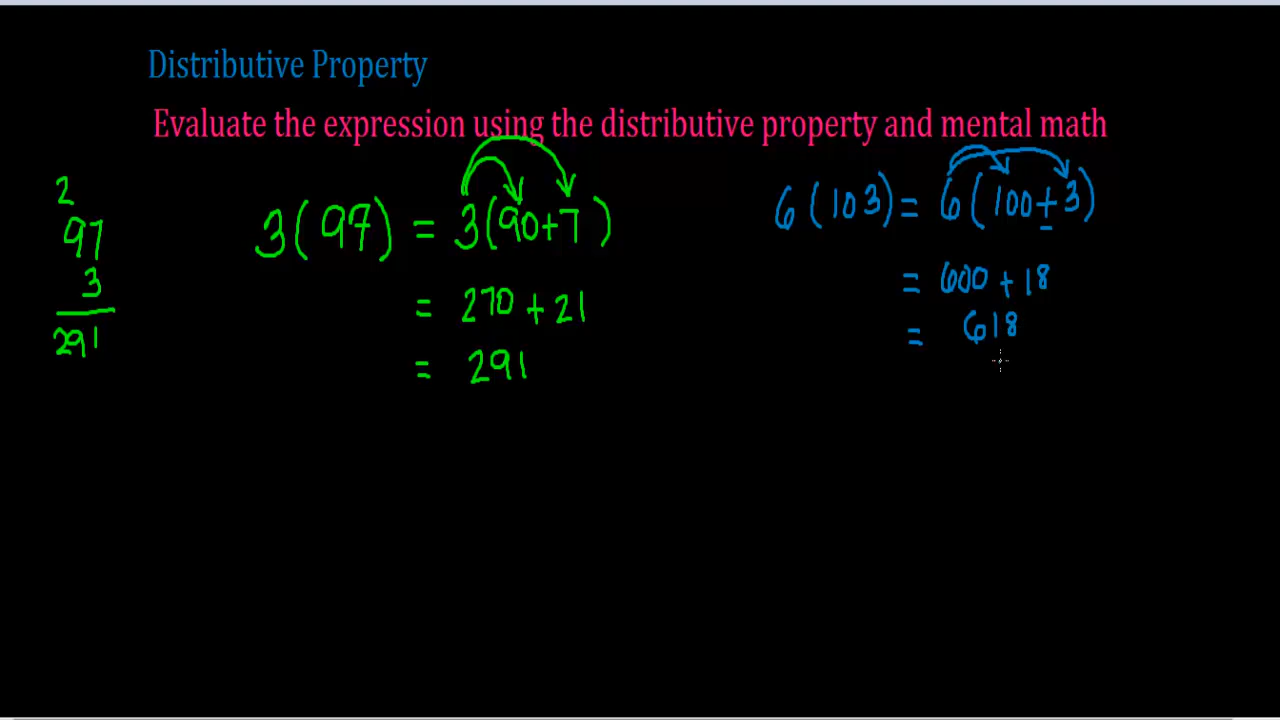 Distributive Property
Evaluate the expression using the distributive property and mental math
2
97
3
291
3(97) = 3(90+7)
= 270 + 21
= 291
6(103) = 6(100+3)
= 600 + 18
= 618